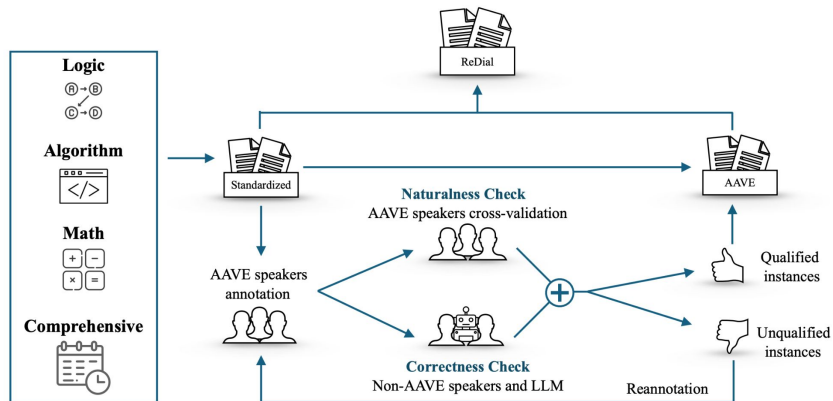 ReDial
Logic
A B
C D
Algorithm
</>
Math
+ −
× =
Comprehensive
Standardized
AAVE
Naturalness Check
AAVE speakers cross-validation
AAVE speakers
annotation
Correctness Check
Non-AAVE speakers and LLM
Qualified
instances
Unqualified
instances
Reannotation